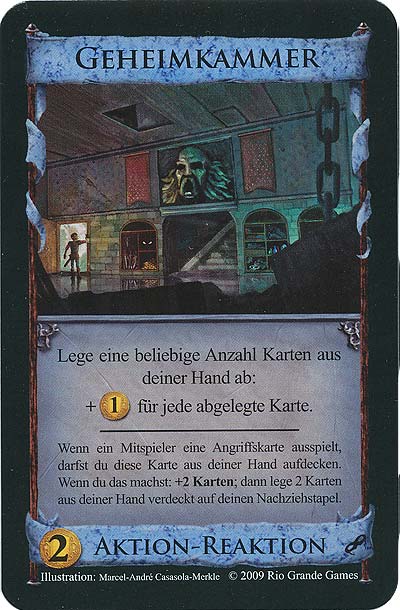 GEHEIMKAMMER
Lege eine beliebige Anzahl Karten aus
deiner Hand ab:
+ 1 für jede abgelegte Karte.
Wenn ein Mitspieler eine Angriffskarte ausspielt,
darfst du diese Karte aus deiner Hand aufdecken.
Wenn du das machst: +2 Karten; dann lege 2 Karten
aus deiner Hand verdeckt auf deinen Nachziehstapel.
2 AKTION-REAKTION
Illustration: Marcel-André Casasola-Merkle © 2009 Rio Grande Games